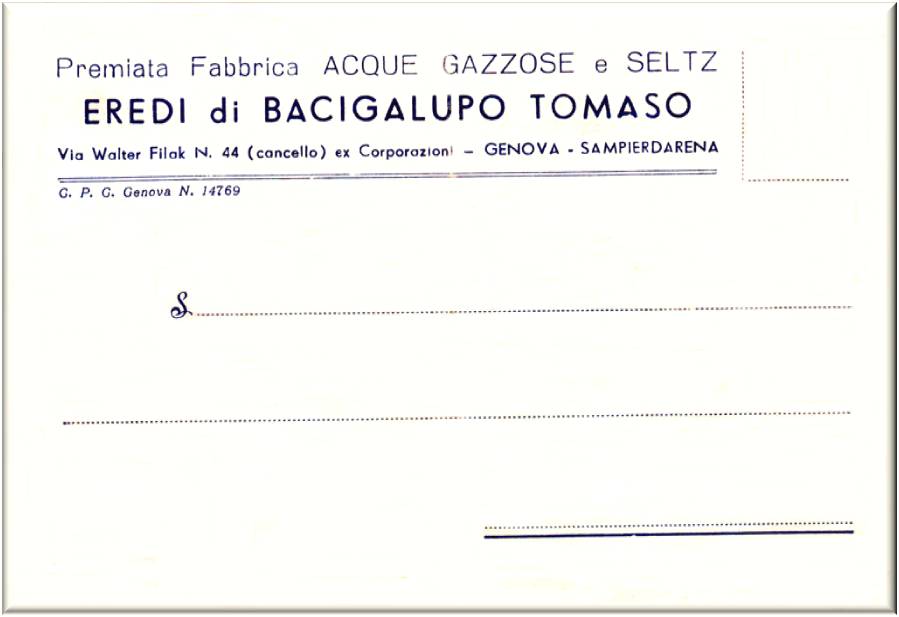 Premiata Fabbrica ACQUE GAZZOSE e SELTZ
EREDI di BACIGALUPO TOMASO
Via Walter Filak N. 44 (cancello) ex Corporazioni – GENOVA - SAMPIERDARENA
C. P. C. Genova N. 14769
S.